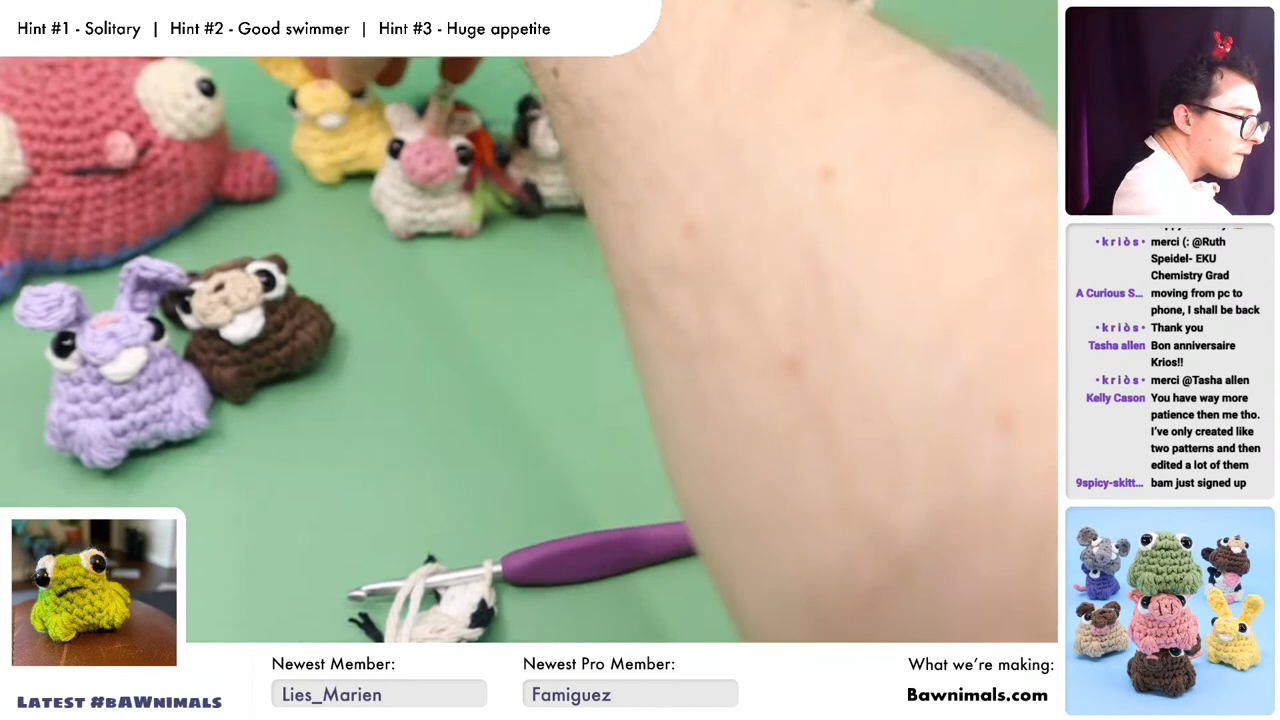 Hint #1 - Solitary | Hint #2 - Good swimmer | Hint #3 - Huge appetite
• k r i ò s • merci (: @Ruth
Speidel- EKU
Chemistry Grad
A Curious S... moving from pc to
phone, I shall be back
• k r i ò s • Thank you
Tasha allen Bon anniversaire
Krios!!
• k r i ò s • merci @Tasha allen
Kelly Cason You have way more
patience then me tho.
I've only created like
two patterns and then
edited a lot of them
9spicy-skitt... bam just signed up
Newest Member:
Lies_Marien
Newest Pro Member:
Famiguez
What we're making:
Bawnimals.com
Latest #BAWnimals